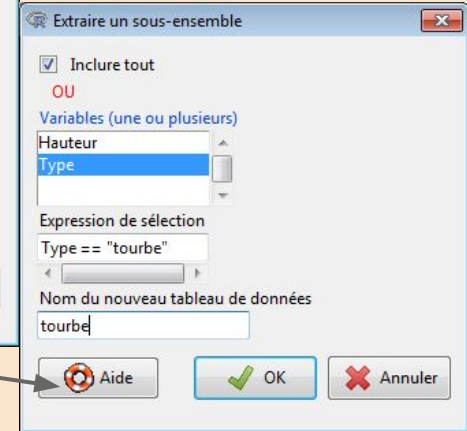 Extraire un sous-ensemble
Inclure tout
OU
Variables (une ou plusieurs)
Hauteur
Type
Expression de sélection
Type == "tourbe"
Nom du nouveau tableau de données
tourbe
Aide
OK
Annuler